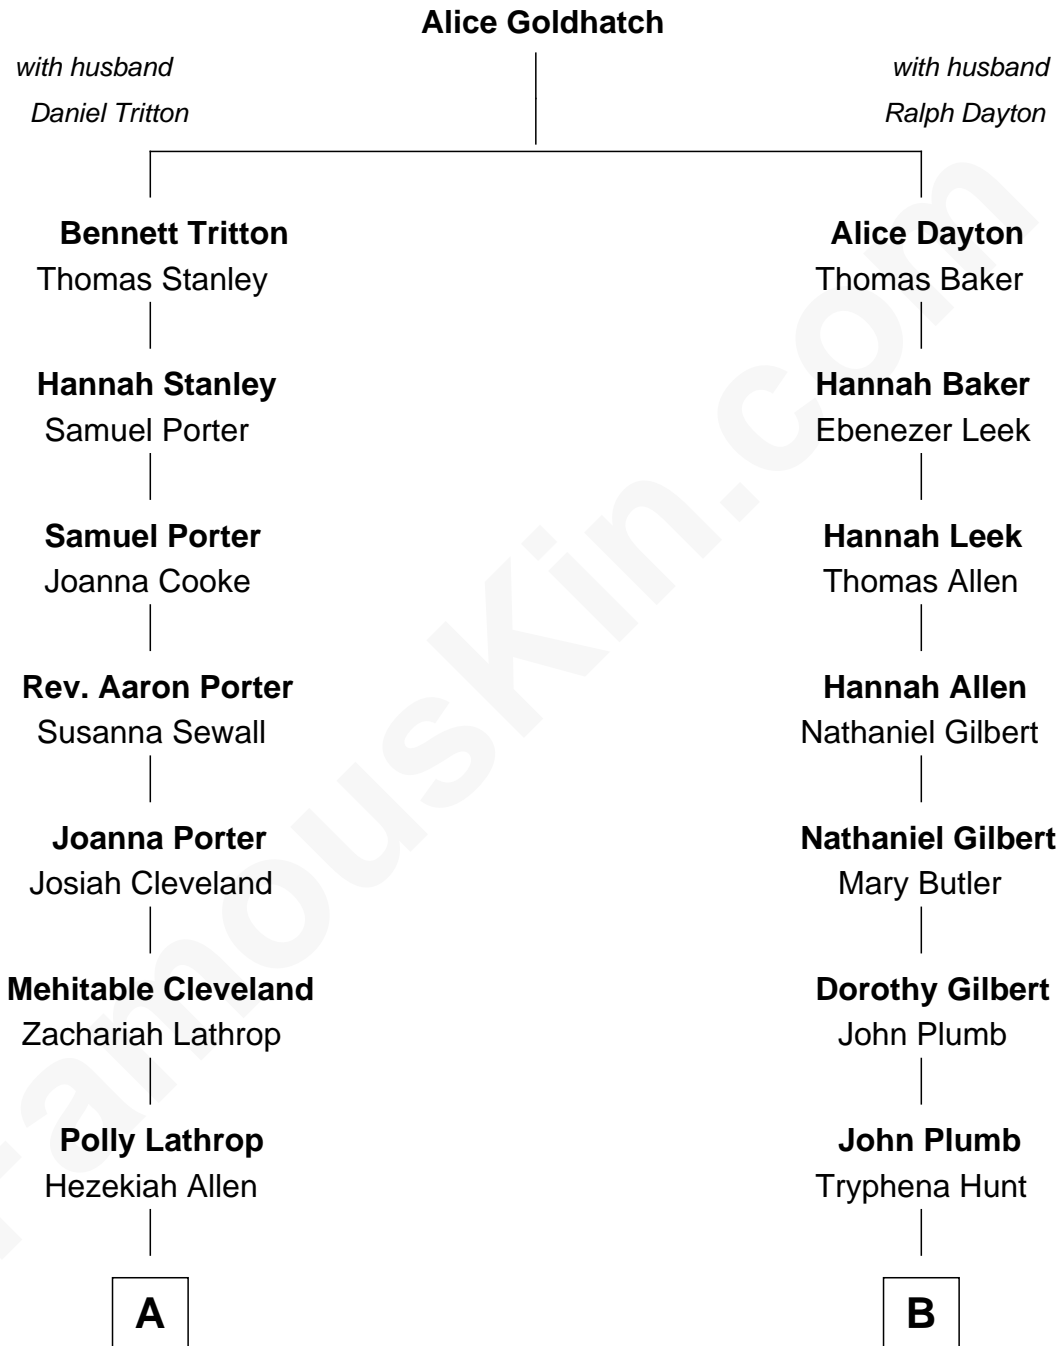 Alice Goldhatch
with husband
Daniel Tritton
with husband
Ralph Dayton
Bennett Tritton
Thomas Stanley
Alice Dayton
Thomas Baker
Hannah Stanley
Samuel Porter
Hannah Baker
Ebenezer Leek
Samuel Porter
Joanna Cooke
Hannah Leek
Thomas Allen
Rev. Aaron Porter
Susanna Sewall
Hannah Allen
Nathaniel Gilbert
Joanna Porter
Josiah Cleveland
Nathaniel Gilbert
Mary Butler
Mehitable Cleveland
Zachariah Lathrop
Dorothy Gilbert
John Plumb
Polly Lathrop
Hezekiah Allen
John Plumb
Tryphena Hunt
A
B
FamousKin.com